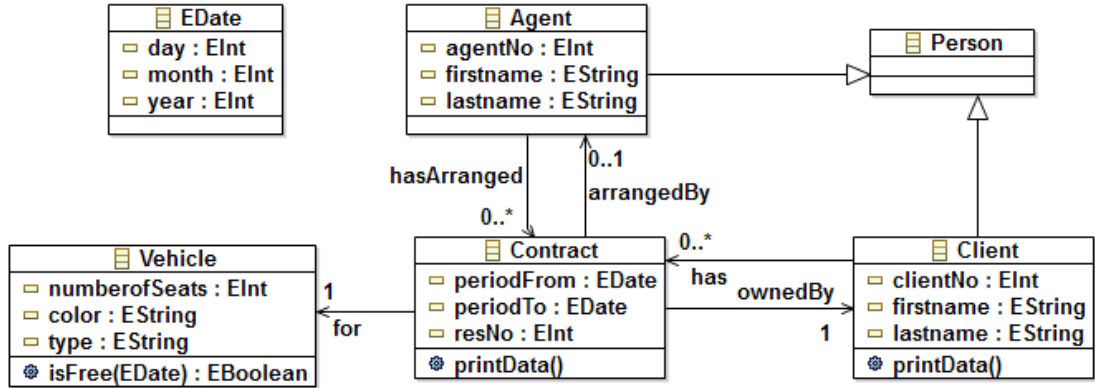 EDate
day : EInt
month : EInt
year : EInt
Agent
agentNo : EInt
firstname : EString
lastname : EString
Person
hasArranged
0..*
0..1
arrangedBy
Vehicle
numberofSeats : EInt
color : EString
type : EString
isFree(EDate) : EBoolean
1
for
Contract
periodFrom : EDate
periodTo : EDate
resNo : EInt
printData()
0..*
has
ownedBy
1
Client
clientNo : EInt
firstname : EString
lastname : EString
printData()